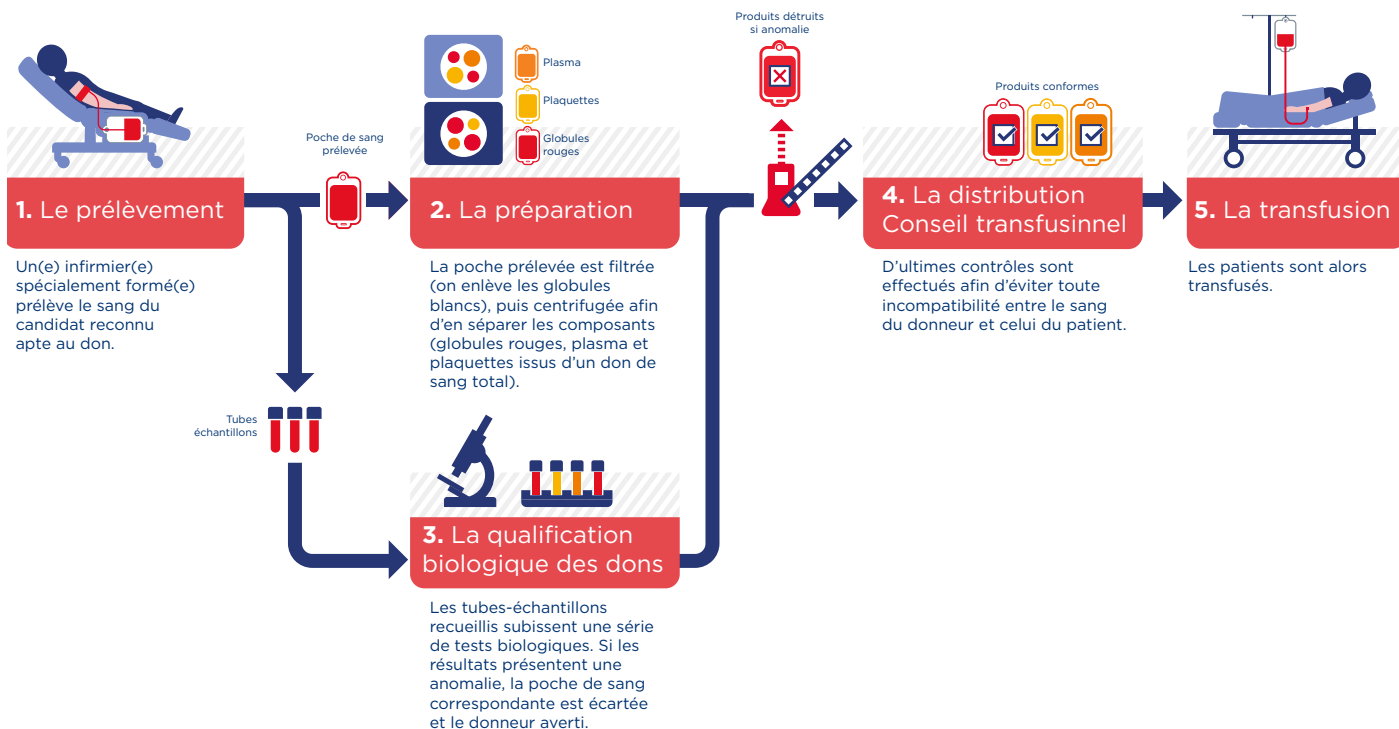 Produits détruits
si anomalie
Plasma
Plaquettes
Globules
rouges
Poche de sang
prélevée
Produits conformes
1. Le prélèvement
2. La préparation
4. La distribution
Conseil transfusinnel
5. La transfusion
Un(e) infirmier(e)
spécialement formé(e)
prélève le sang du
candidat reconnu
apte au don.
La poche prélevée est filtrée
(on enlève les globules
blancs), puis centrifugée afin
d’en séparer les composants
(globules rouges, plasma et
plaquettes issus d’un don de
sang total).
D’ultimes contrôles sont
effectués afin d’éviter toute
incompatibilité entre le sang
du donneur et celui du patient.
Les patients sont alors
transfusés.
Tubes
échantillons
3. La qualification
biologique des dons
Les tubes-échantillons
recueillis subissent une série
de tests biologiques. Si les
résultats présentent une
anomalie, la poche de sang
correspondante est écartée
et le donneur averti.